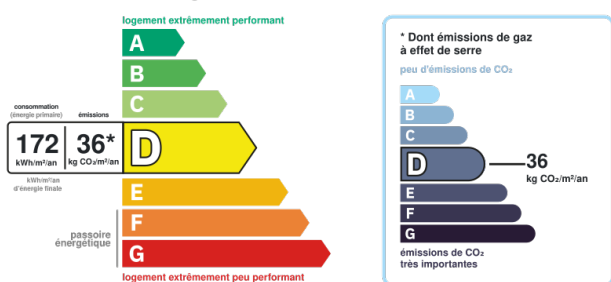 logement extrêmement performant
A
B
C
consommation
(énergie primaire)
émissions
172
kWh/m²/an
36*
kg CO₂/m²/an
D
kWh/m²/an
d'énergie finale
E
F
G
passoire
énergétique
logement extrêmement peu performant
* Dont émissions de gaz
à effet de serre
peu d'émissions de CO₂
A
B
C
D
36
kg CO₂/m²/an
E
F
G
émissions de CO₂
très importantes